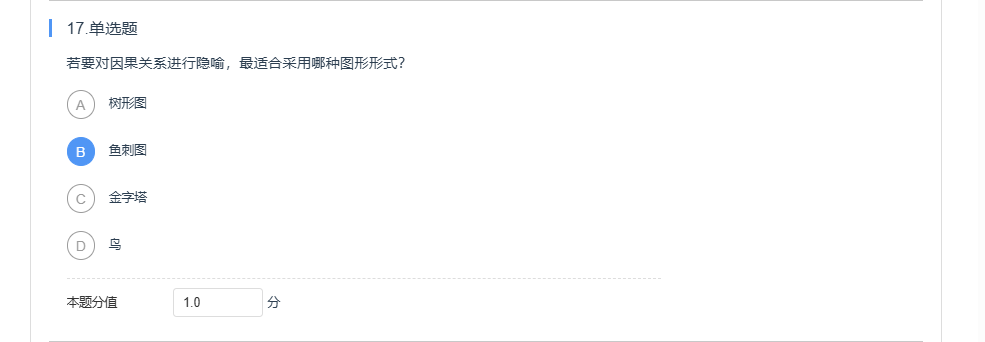 17.单选题
若要对因果关系进行隐喻，最适合采用哪种图形形式？
A 树形图
B 鱼刺图
C 金字塔
D 鸟
本题分值 1.0 分